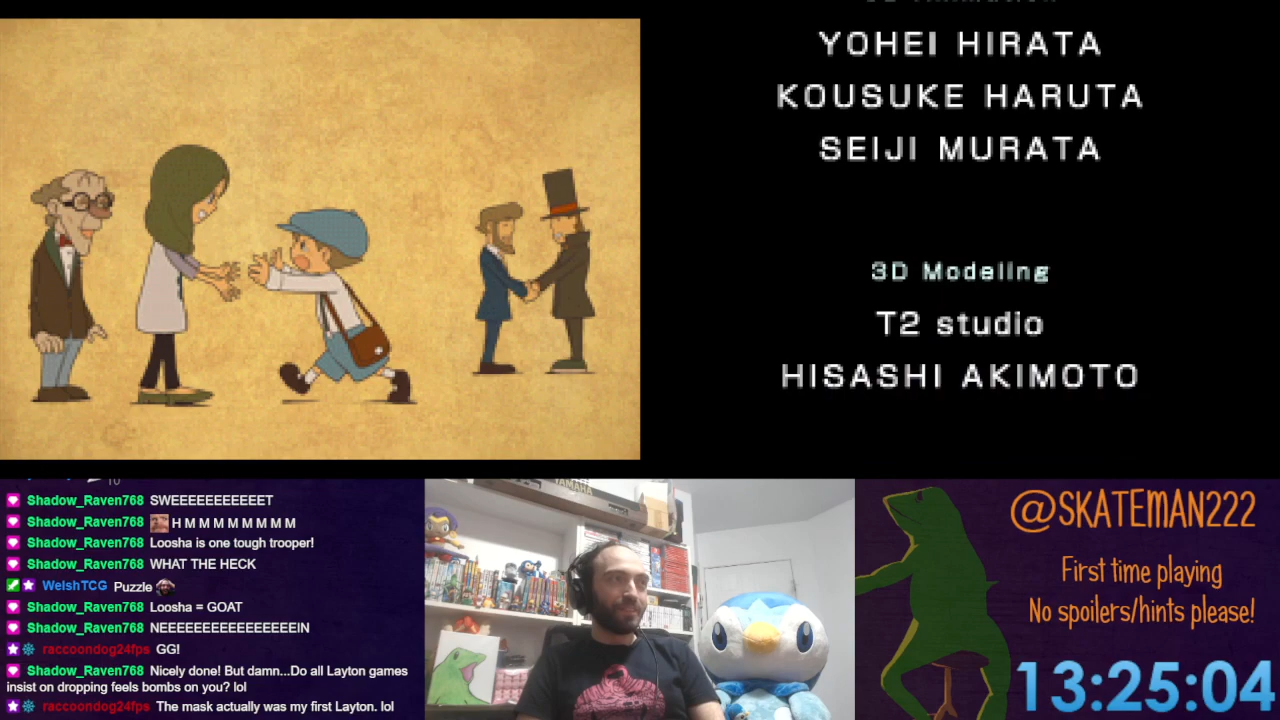 YOHEI HIRATA
KOUSUKE HARUTA
SEIJI MURATA
3D Modeling
T2 studio
HISASHI AKIMOTO
Shadow_Raven768 SWEEEEEEEEEEET
Shadow_Raven768 H M M M M M M M M
Shadow_Raven768 Loosha is one tough trooper!
Shadow_Raven768 WHAT THE HECK
WelshTCG Puzzle
Shadow_Raven768 Loosha = GOAT
Shadow_Raven768 NEEEEEEEEEEEEEEEEIN
raccoondog24fps GG!
Shadow_Raven768 Nicely done! But damn...Do all Layton games
insist on dropping feels bombs on you? lol
raccoondog24fps The mask actually was my first Layton. lol
YAMAHA
@SKATEMAN222
First time playing
No spoilers/hints please!
13:25:04